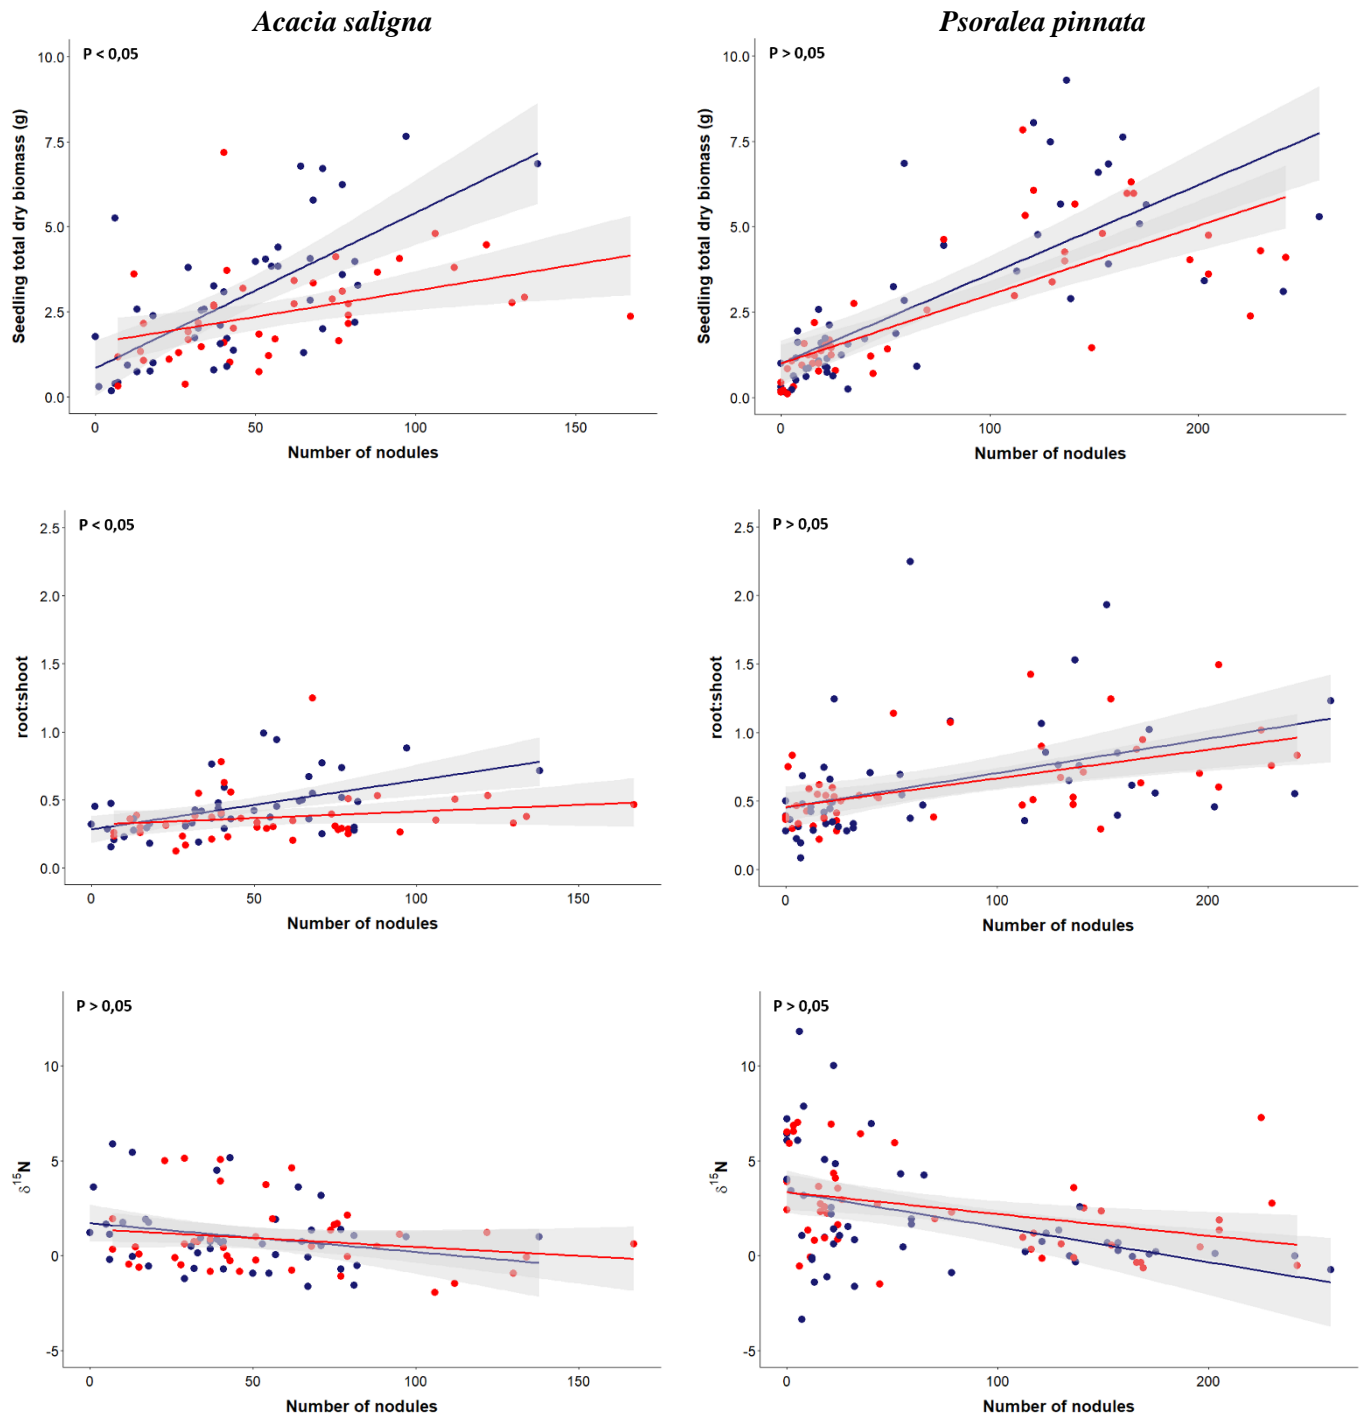 Acacia saligna
Psoralea pinnata
P < 0,05
10.0
7.5
5.0
2.5
0.0
Seedling total dry biomass (g)
0 50 100 150
Number of nodules
P > 0,05
10.0
7.5
5.0
2.5
0.0
Seedling total dry biomass (g)
0 100 200
Number of nodules
P < 0,05
2.5
2.0
1.5
1.0
0.5
0.0
root:shoot
0 50 100 150
Number of nodules
P > 0,05
2.5
2.0
1.5
1.0
0.5
0.0
root:shoot
0 100 200
Number of nodules
P > 0,05
10
5
0
-5
δ¹⁵N
0 50 100 150
Number of nodules
P > 0,05
10
5
0
-5
δ¹⁵N
0 100 200
Number of nodules